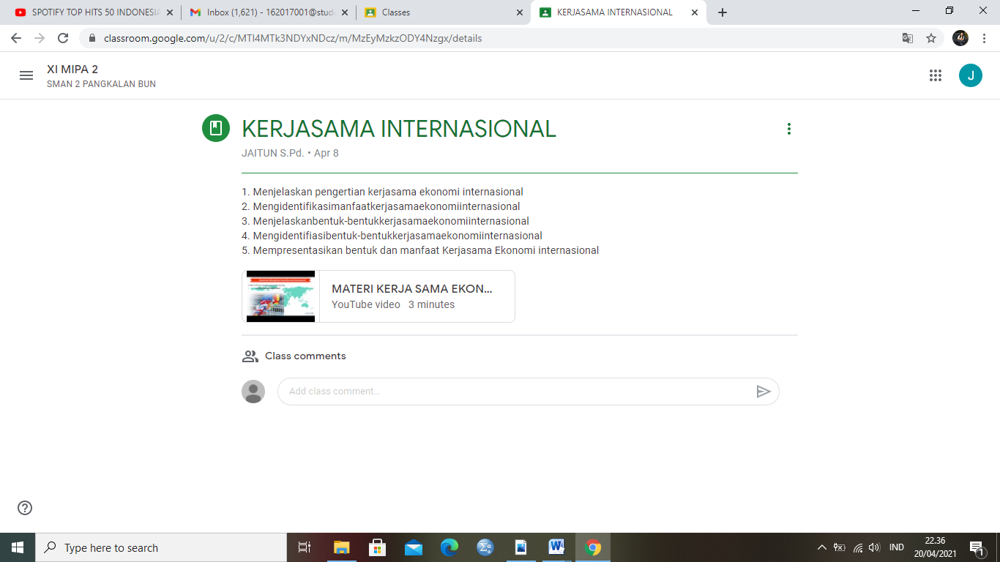 SPOTIFY TOP HITS 50 INDONESIA
Inbox (1,621) - 162017001@stud
Classes
KERJASAMA INTERNASIONAL
classroom.google.com/u/2/c/MTI4MTk3NDYxNDcz/m/MzEyMzkzODY4Nzgx/details
XI MIPA 2
SMAN 2 PANGKALAN BUN
J
KERJASAMA INTERNASIONAL
JAITUN S.Pd. • Apr 8
1. Menjelaskan pengertian kerjasama ekonomi internasional
2. Mengidentifikasimanfaatkerjasamaekonomiinternasional
3. Menjelaskanbentuk-bentukkerjasamaekonomiinternasional
4. Mengidentifiasibentuk-bentukkerjasamaekonomiinternasional
5. Mempresentasikan bentuk dan manfaat Kerjasama Ekonomi internasional
MATERI KERJA SAMA EKON...
YouTube video 3 minutes
Class comments
Add class comment...
Type here to search
IND
22.36
20/04/2021
1